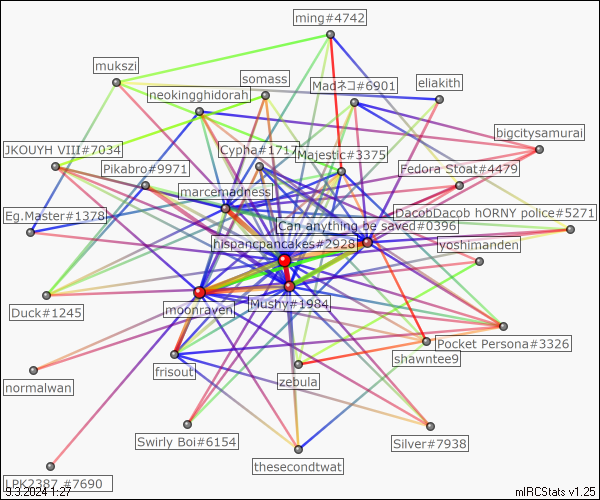 ming#4742
mukszi
somass
Madネコ#6901
eliakith
neokingghidorah
bigcitysamurai
JKOUYH VIII#7034
Cypha#1717
Majestic#3375
Pikabro#9971
Fedora Stoat#4479
marcemadness
Eg.Master#1378
DacobDacob hORNY police#5271
Can anything be saved#0396
hispancpancakes#2928
yoshimanden
Duck#1245
moonraven
Mushy#1984
Pocket Persona#3326
shawntee9
frisout
zebula
normalwan
Swirly Boi#6154
Silver#7938
thesecondtwat
LPK2387 #7690
9.3.2024 1:27
mIRCStats v1.25